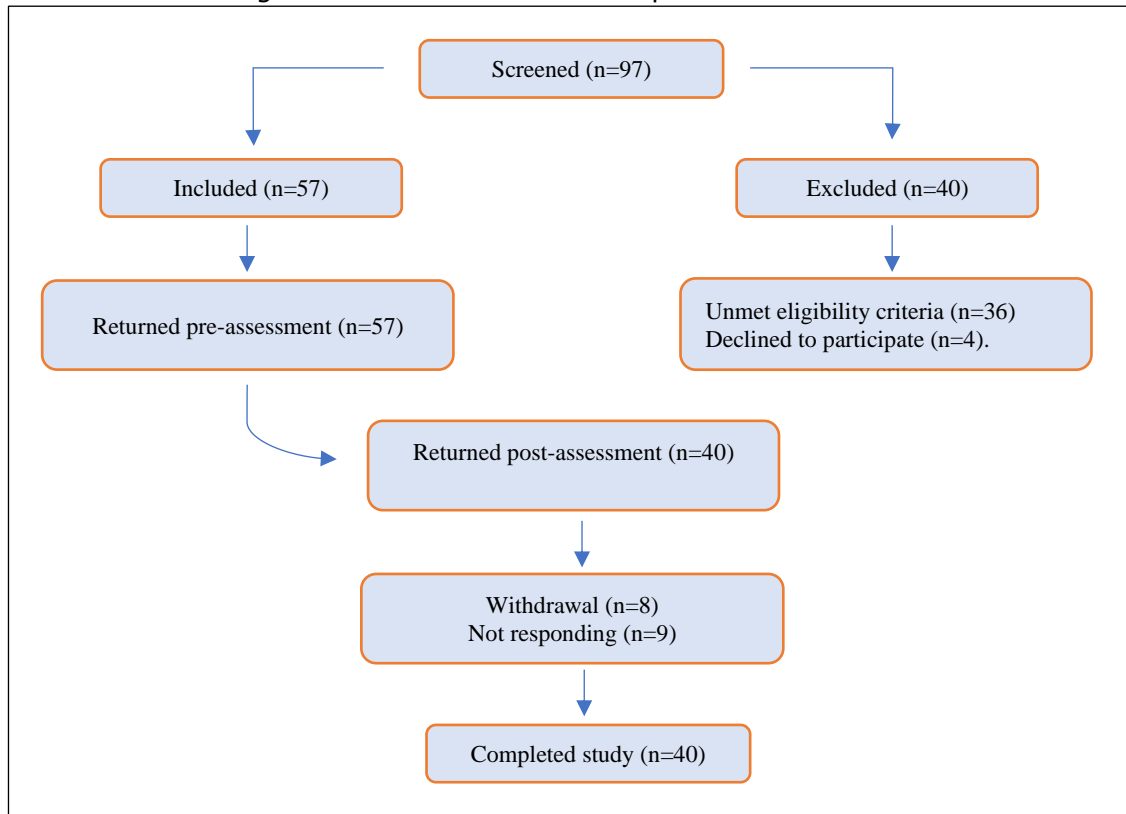 Screened (n=97)
Included (n=57)
Excluded (n=40)
Returned pre-assessment (n=57)
Unmet eligibility criteria (n=36)
Declined to participate (n=4).
Returned post-assessment (n=40)
Withdrawal (n=8)
Not responding (n=9)
Completed study (n=40)